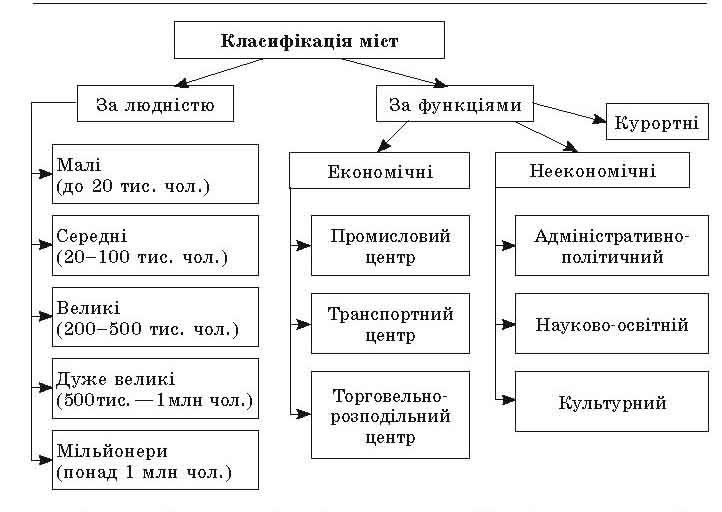 Класифікація міст
За людністю
За функціями
Курортні
Малі
(до 20 тис. чол.)
Середні
(20–100 тис. чол.)
Великі
(200–500 тис. чол.)
Дуже великі
(500тис. — 1млн чол.)
Мільйонери
(понад 1 млн чол.)
Економічні
Промисловий
центр
Транспортний
центр
Торговельно-
розподільний
центр
Неекономічні
Адміністративно-
політичний
Науково-освітній
Культурний